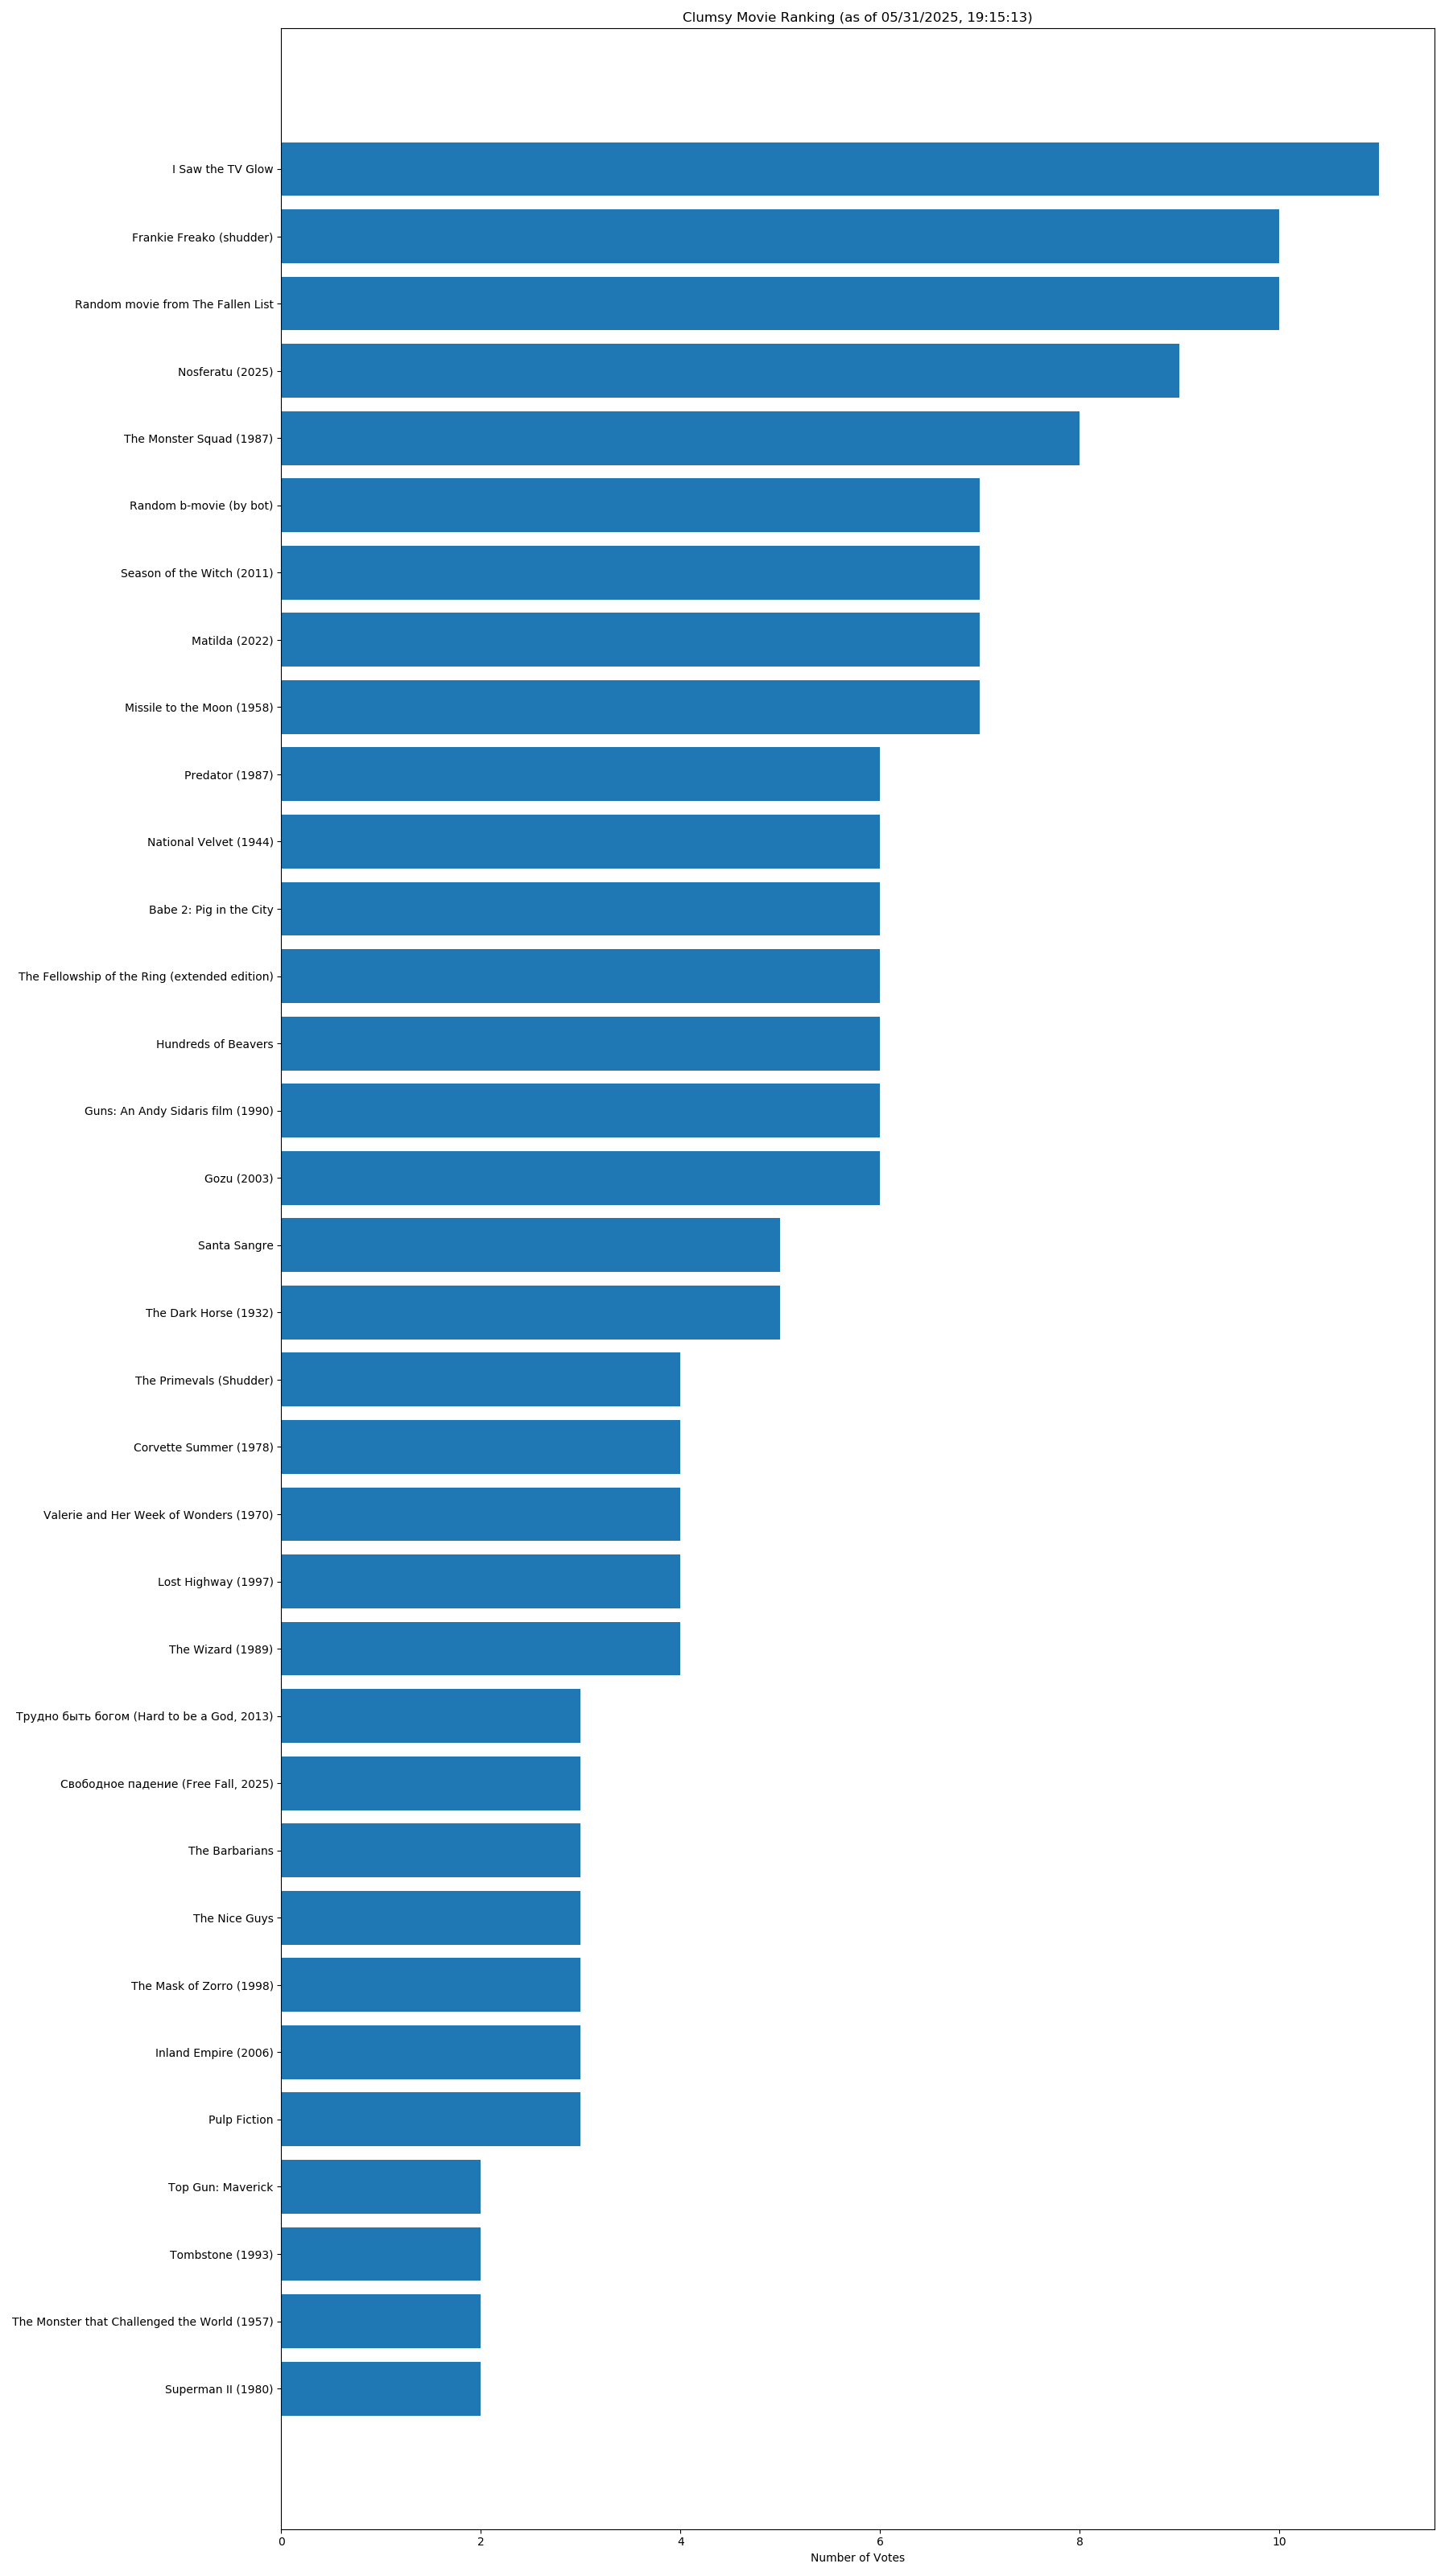 Clumsy Movie Ranking (as of 05/31/2025, 19:15:13)
I Saw the TV Glow
Frankie Freako (shudder)
Random movie from The Fallen List
Nosferatu (2025)
The Monster Squad (1987)
Random b-movie (by bot)
Season of the Witch (2011)
Matilda (2022)
Missile to the Moon (1958)
Predator (1987)
National Velvet (1944)
Babe 2: Pig in the City
The Fellowship of the Ring (extended edition)
Hundreds of Beavers
Guns: An Andy Sidaris film (1990)
Gozu (2003)
Santa Sangre
The Dark Horse (1932)
The Primevals (Shudder)
Corvette Summer (1978)
Valerie and Her Week of Wonders (1970)
Lost Highway (1997)
The Wizard (1989)
Трудно быть богом (Hard to be a God, 2013)
Свободное падение (Free Fall, 2025)
The Barbarians
The Nice Guys
The Mask of Zorro (1998)
Inland Empire (2006)
Pulp Fiction
Top Gun: Maverick
Tombstone (1993)
The Monster that Challenged the World (1957)
Superman II (1980)
0 2 4 6 8 10
Number of Votes